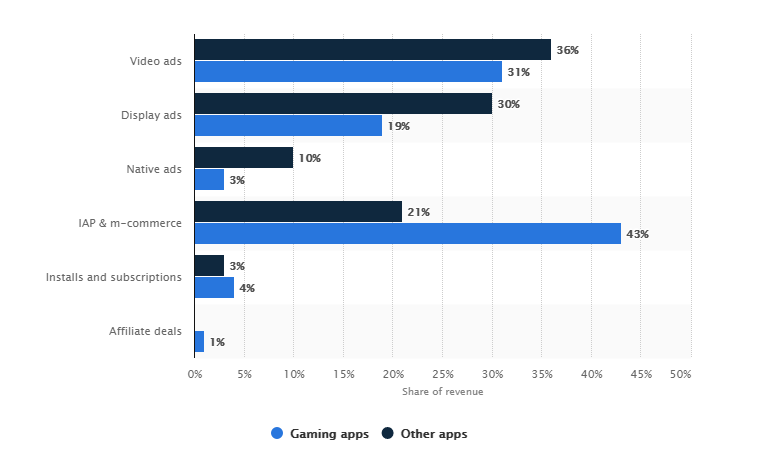 Video ads
36%
31%
Display ads
30%
19%
Native ads
10%
3%
IAP & m-commerce
21%
43%
Installs and subscriptions
3%
4%
Affiliate deals
1%
0% 5% 10% 15% 20% 25% 30% 35% 40% 45% 50%
Share of revenue
Gaming apps Other apps